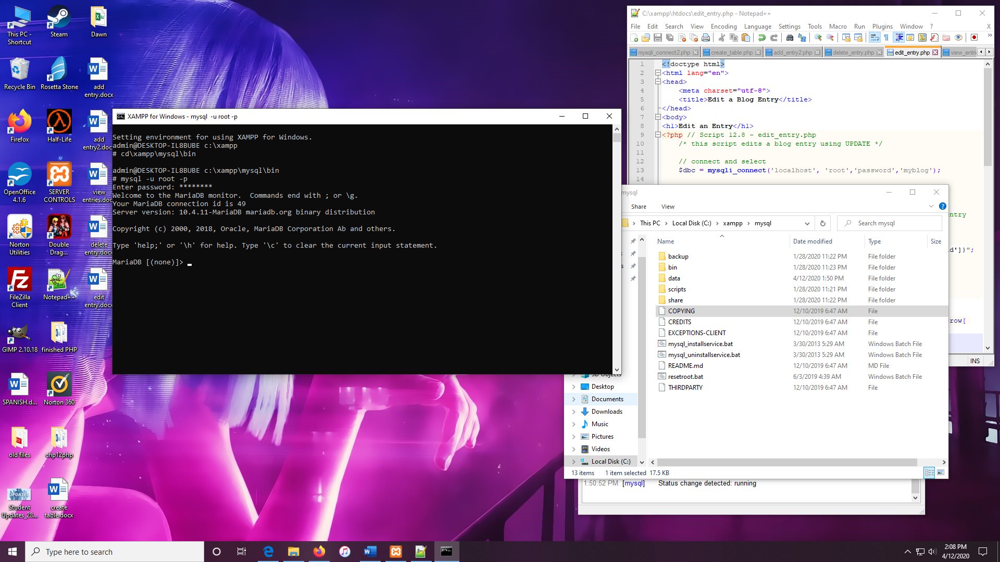 This PC -
Shortcut
Steam
Dawn
Recycle Bin
Rosetta Stone
add
entry.docx
Firefox
Half-Life
add
entry2.docx
OpenOffice
4.1.6
SERVER
CONTROLS
view
entries.doc
Norton
Utilities
Double
Drag...
delete
entry.docx
FileZilla
Client
Notepad++
edit
entry.docx
GIMP 2.10.18
finished PHP
SPANISH.d...
Norton 360
old files
chp12php
UPDATES
Student
Updates_28...
create
table.docx
XAMPP for Windows - mysql -u root -p
Setting environment for using XAMPP for Windows.
admin@DESKTOP-IL8BUBE c:\xampp
# cd\xampp\mysql\bin
admin@DESKTOP-IL8BUBE c:\xampp\mysql\bin
# mysql -u root -p
Enter password: ********
Welcome to the MariaDB monitor.  Commands end with ; or \g.
Your MariaDB connection id is 49
Server version: 10.4.11-MariaDB mariadb.org binary distribution
Copyright (c) 2000, 2018, Oracle, MariaDB Corporation Ab and others.
Type 'help;' or '\h' for help. Type '\c' to clear the current input statement.
MariaDB [(none)]> _
C:\xampp\htdocs\edit_entry.php - Notepad++
File Edit Search View Encoding Language Settings Tools Macro Run Plugins Window ? X
mysqli_connect2.php create_table.php add_entry2.php delete_entry.php edit_entry.php view_entri
1 <!doctype html>
2 <html lang="en">
3 <head>
4 <meta charset="utf-8">
5 <title>Edit a Blog Entry</title>
6 </head>
7 <body>
8 <h1>Edit an Entry</h1>
9 <?php // Script 12.8 - edit_entry.php
10 /* this script edits a blog entry using UPDATE */
11
12 // connect and select
13 $dbc = mysqli_connect('localhost', 'root','password','myblog');
14
entry
d']}";
row[
INS
mysql
Share View
This PC > Local Disk (C:) > xampp > mysql
Search mysql
Name Date modified Type Size
backup 1/28/2020 11:22 PM File folder
bin 1/28/2020 11:23 PM File folder
data 4/12/2020 1:50 PM File folder
scripts 1/28/2020 11:21 PM File folder
share 1/28/2020 11:22 PM File folder
COPYING 12/10/2019 6:47 AM File
CREDITS 12/10/2019 6:47 AM File
EXCEPTIONS-CLIENT 12/10/2019 6:47 AM File
mysql_installservice.bat 3/30/2013 5:29 AM Windows Batch File
mysql_uninstallservice.bat 3/30/2013 5:29 AM Windows Batch File
README.md 12/10/2019 6:47 AM MD File
resetroot.bat 6/3/2019 4:39 AM Windows Batch File
THIRDPARTY 12/10/2019 6:47 AM File
3D Objects
Desktop
Documents
Downloads
Music
Pictures
Videos
Local Disk (C:)
13 items 1 item selected 17.5 KB
1:50:52 PM [mysql] Status change detected: running
Type here to search
2:08 PM
4/12/2020